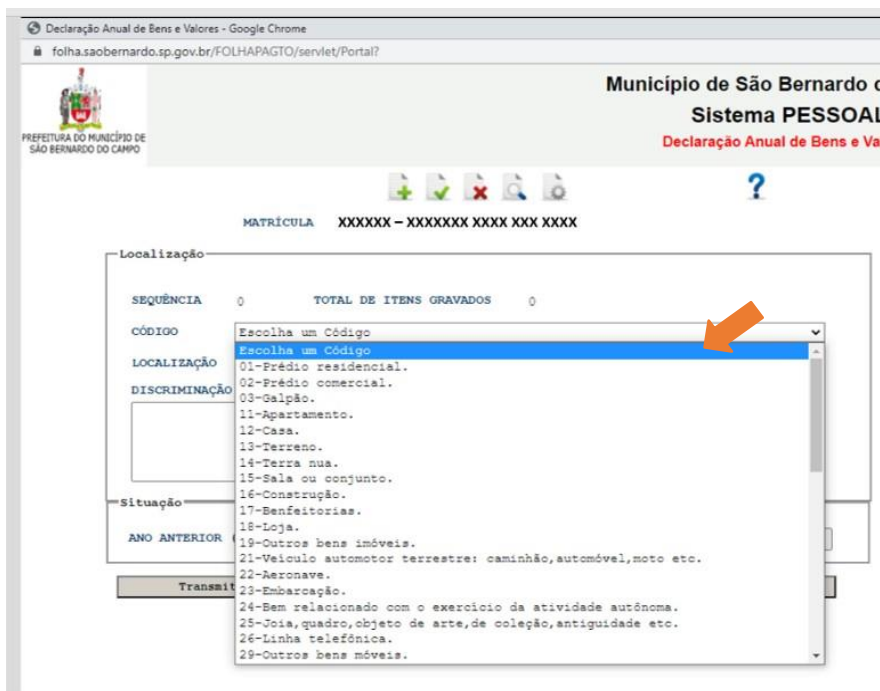 Declaração Anual de Bens e Valores - Google Chrome
folha.saobernardo.sp.gov.br/FOLHAPAGTO/servlet/Portal?
PREFEITURA DO MUNICÍPIO DE
SÃO BERNARDO DO CAMPO
Município de São Bernardo
Sistema PESSOAL
Declaração Anual de Bens e Va
?
MATRÍCULA XXXXXX – XXXXXXX XXXX XXX XXXX
Localização
SEQUÊNCIA 0 TOTAL DE ITENS GRAVADOS 0
CÓDIGO Escolha um Código
Escolha um Código
LOCALIZAÇÃO
DISCRIMINAÇÃO
01-Prédio residencial.
02-Prédio comercial.
03-Galpão.
11-Apartamento.
12-Casa.
13-Terreno.
14-Terra nua.
15-Sala ou conjunto.
16-Construção.
17-Benfeitorias.
18-Loja.
19-Outros bens imóveis.
21-Veículo automotor terrestre: caminhão,automóvel,moto etc.
22-Aeronave.
23-Embarcação.
24-Bem relacionado com o exercício da atividade autônoma.
25-Joia,quadro,objeto de arte,de coleção,antiguidade etc.
26-Linha telefônica.
29-Outros bens móveis.
Situação
ANO ANTERIOR (
Transmit